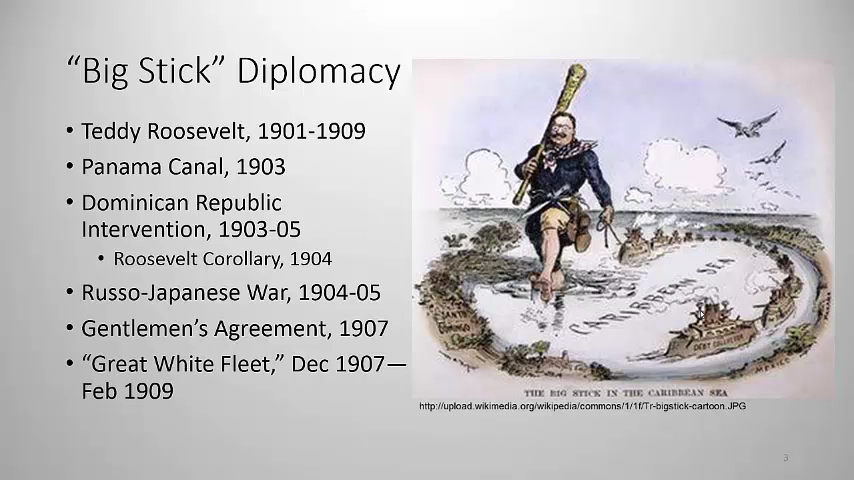 “Big Stick” Diplomacy
• Teddy Roosevelt, 1901-1909
• Panama Canal, 1903
• Dominican Republic
Intervention, 1903-05
• Roosevelt Corollary, 1904
• Russo-Japanese War, 1904-05
• Gentlemen’s Agreement, 1907
• “Great White Fleet,” Dec 1907—
Feb 1909
SANTO
DOMINGO
CARIBBEAN SEA
DEBT COLLECTOR
MEXICO
THE BIG STICK IN THE CARIBBEAN SEA
http://upload.wikimedia.org/wikipedia/commons/1/1f/Tr-bigstick-cartoon.JPG
3